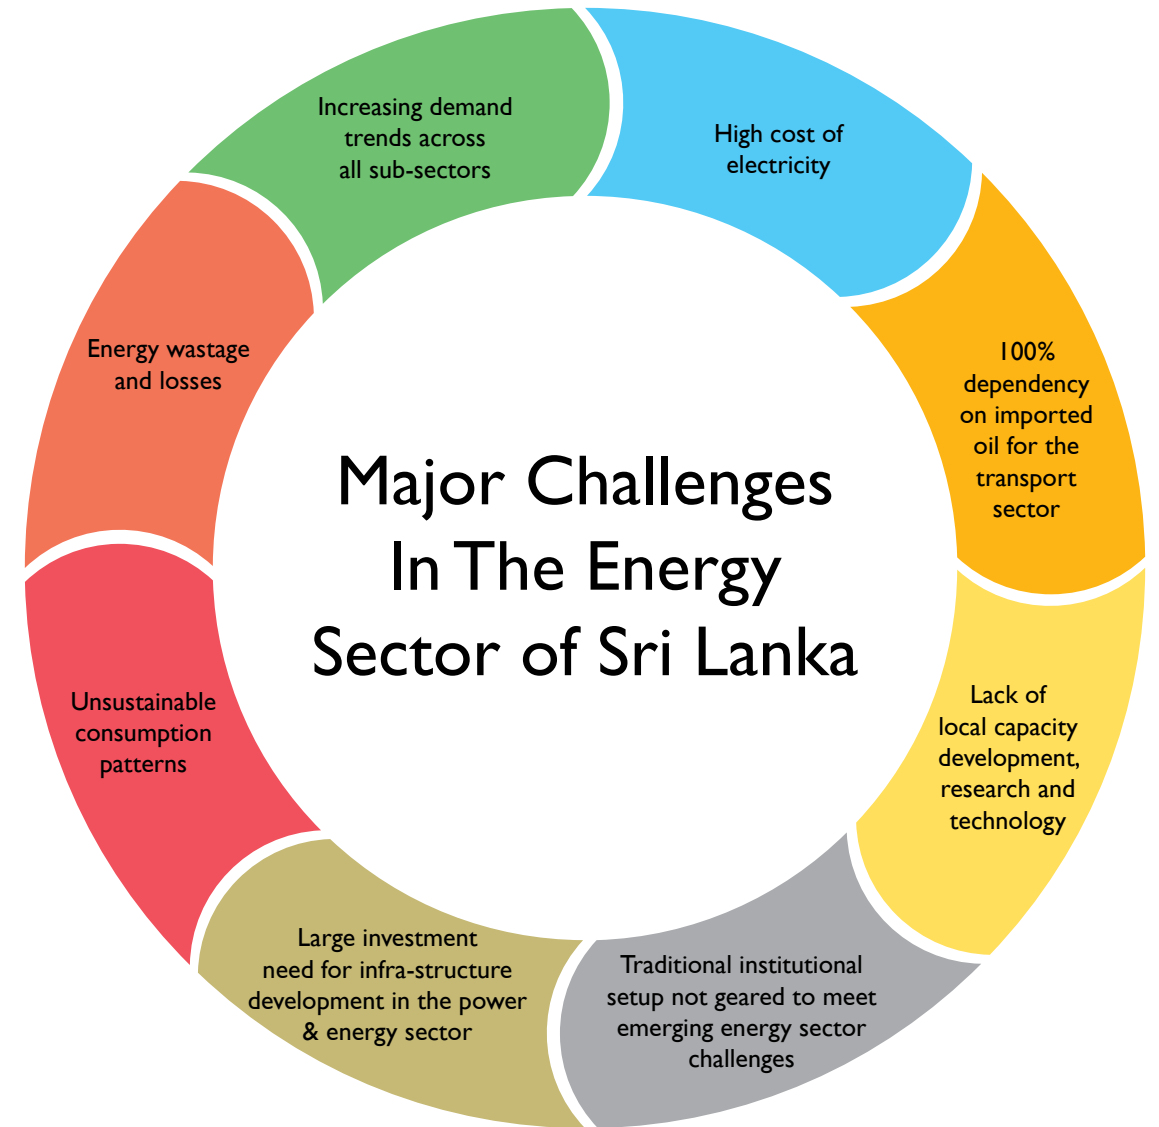 Major Challenges
In The Energy
Sector of Sri Lanka
High cost of
electricity
100%
dependency
on imported
oil for the
transport
sector
Lack of
local capacity
development,
research and
technology
Traditional institutional
setup not geared to meet
emerging energy sector
challenges
Large investment
need for infra-structure
development in the power
& energy sector
Unsustainable
consumption
patterns
Energy wastage
and losses
Increasing demand
trends across
all sub-sectors